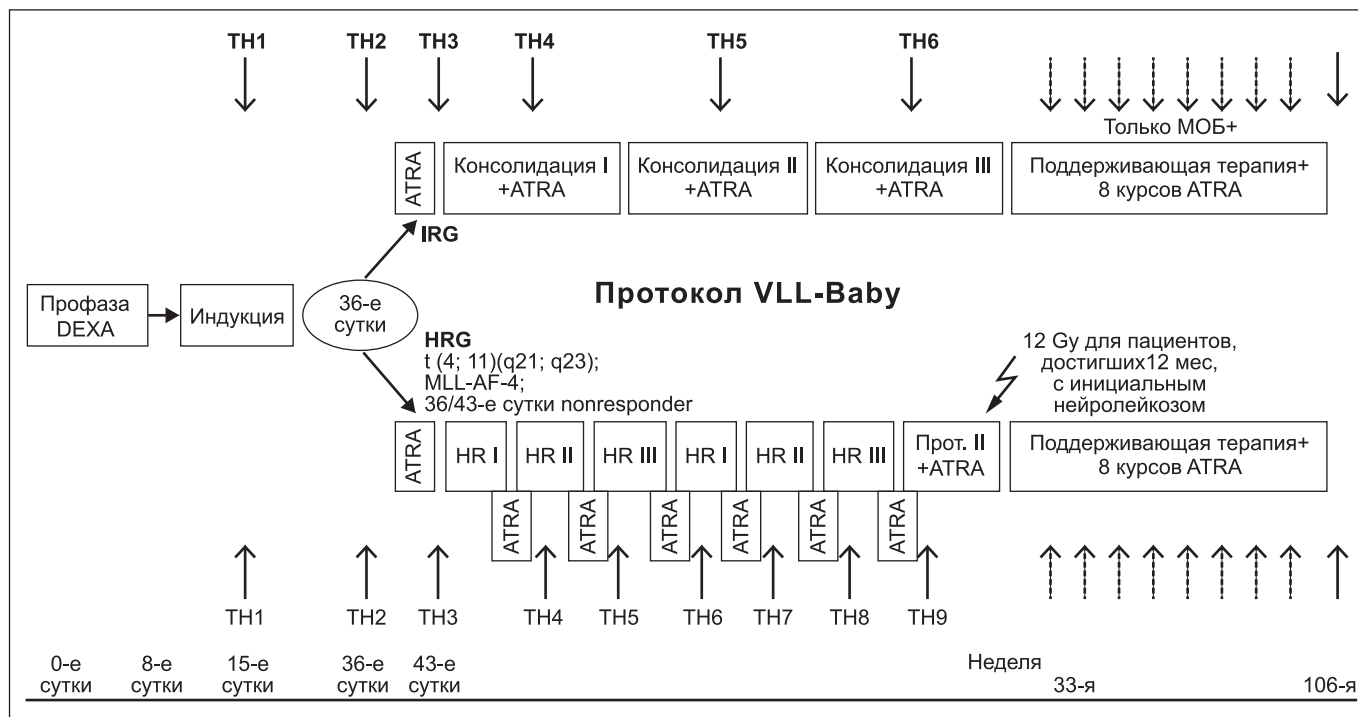 TH1 TH2 TH3 TH4 TH5 TH6
Только МОБ+
ATRA
Консолидация I
+ATRA
Консолидация II
+ATRA
Консолидация III
+ATRA
Поддерживающая терапия+
8 курсов ATRA
IRG
Протокол VLL-Baby
Профаза
DEXA
Индукция
36-е
сутки
HRG
t (4; 11)(q21; q23);
MLL-AF-4;
36/43-е сутки nonresponder
12 Gy для пациентов,
достигших12 мес,
с инициальным
нейролейкозом
ATRA
HR I
HR II
HR III
HR I
HR II
HR III
Прот. II
+ATRA
Поддерживающая терапия+
8 курсов ATRA
ATRA
ATRA
ATRA
ATRA
ATRA
ATRA
TH1 TH2 TH3 TH4 TH5 TH6 TH7 TH8 TH9
0-е
сутки
8-е
сутки
15-е
сутки
36-е
сутки
43-е
сутки
Неделя
33-я
106-я